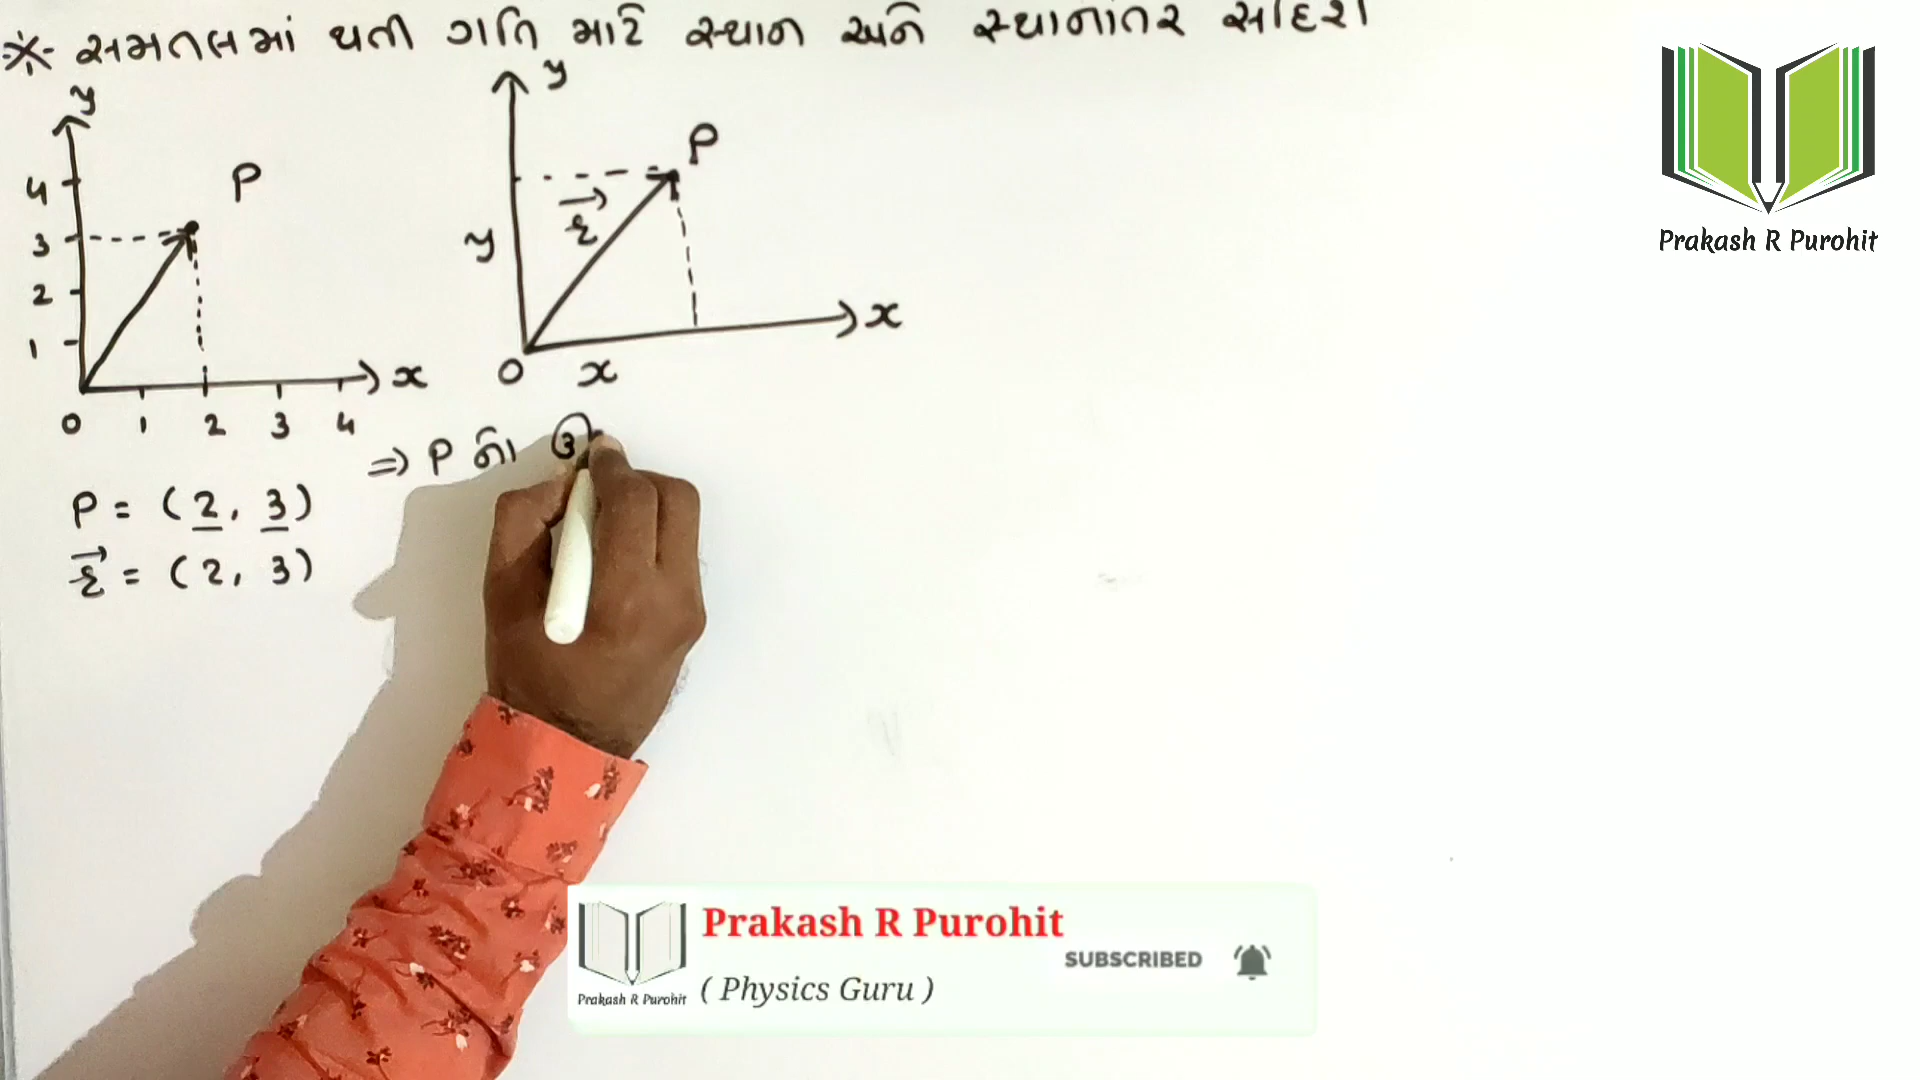 ※ સમતલમાં થતી ગતિ માટે સ્થાન અને સ્થાનાંતર સદિશ
y
4
3
2
1
P
0 1 2 3 4
x
P = (2, 3)
r = (2, 3)
y
P
r
y
0 x
x
⇒ P ના
Prakash R Purohit
Prakash R Purohit
SUBSCRIBED
Prakash R Purohit
( Physics Guru )